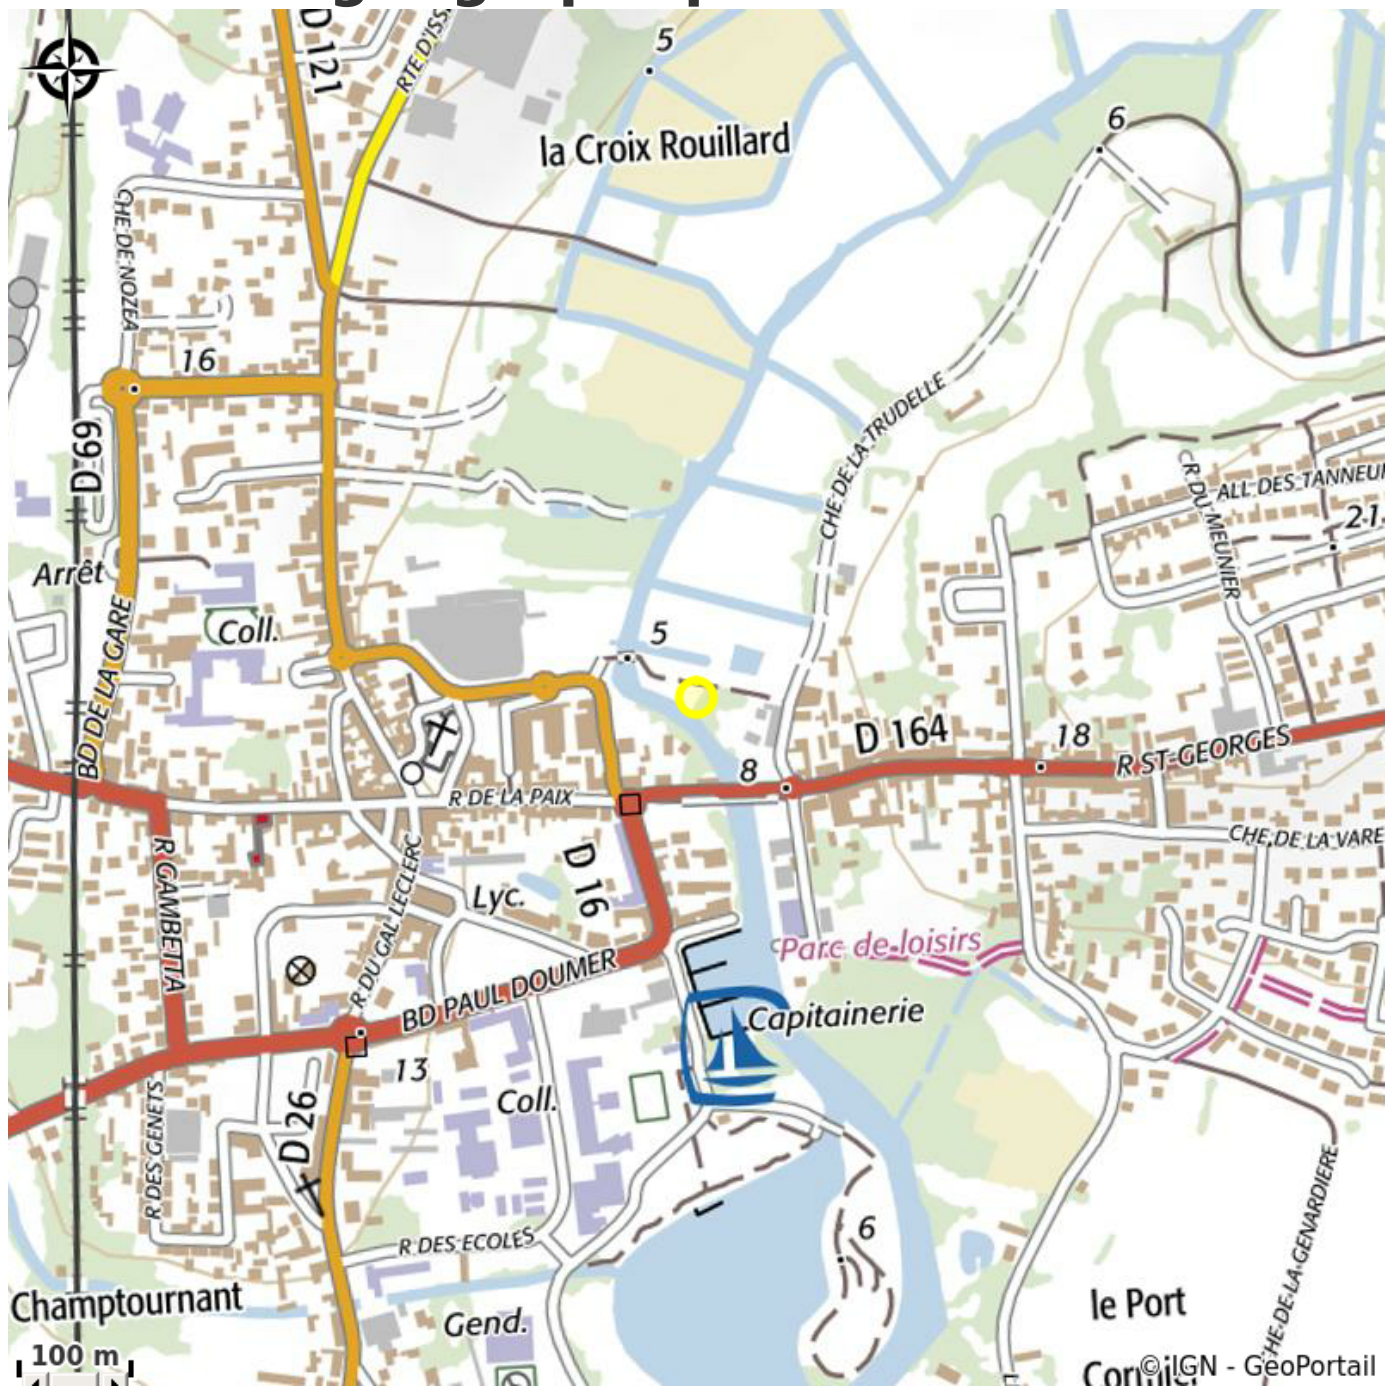 D 121
RTE D'ISS
5
la Croix Rouillard
6
CHE DE NOZEA
16
CHE DE LA TRUDELLE
D 99
R DU MEUNIER
ALL DES TANNEU
21
Arrêt
BD DE LA GARE
Coll.
5
D 164
18
R ST-GEORGES
8
R DE LA PAIX
CHE DE LA VARE
R GAMBETTA
D 16
R DU GAL LECLERC
Lyc.
Parc de loisirs
BD PAUL DOUMER
Capitainerie
13
Coll.
R DES GENETS
D 26
6
R DES ECOLES
CHE-DE-LA-GENARDIERE
Champtournant
le Port
Cormier
Gend.
100 m
© IGN - GeoPortail